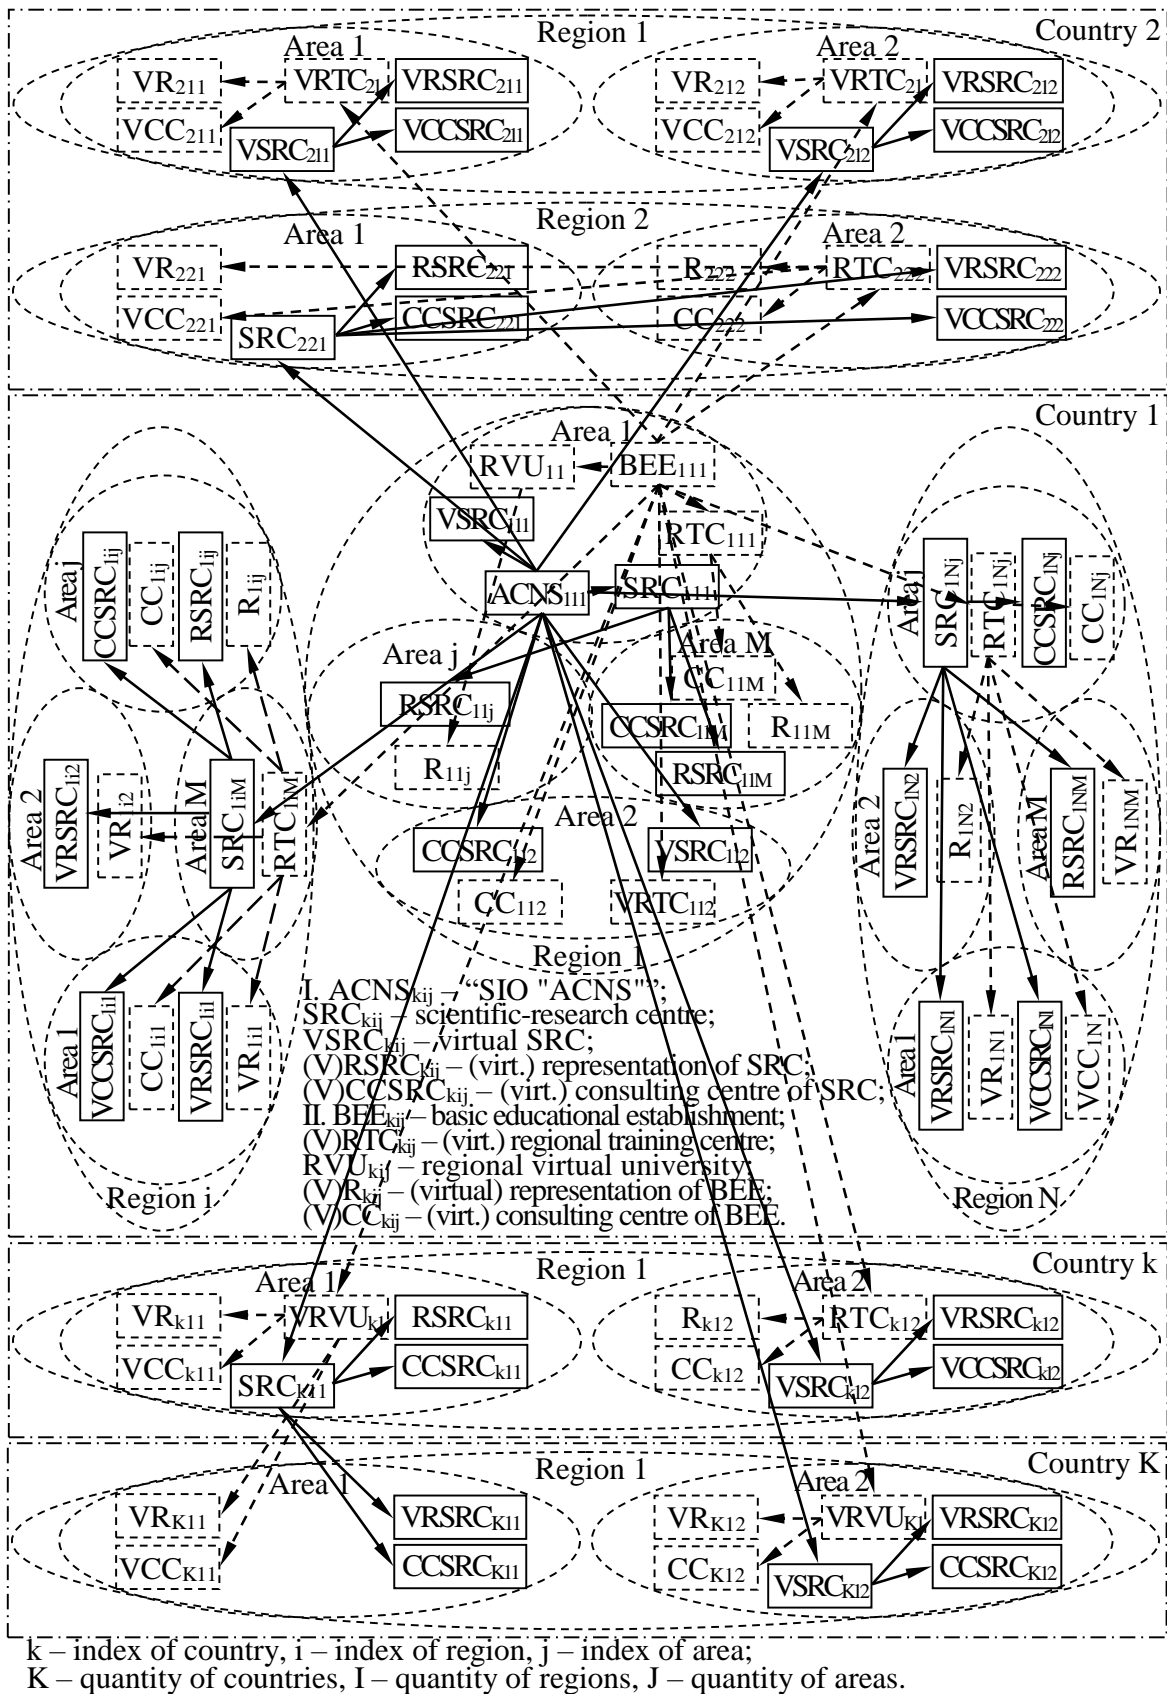 Region 1
Country 2
Area 1
Area 2
VR211
VRTC21
VRSRC211
VR212
VRTC21
VRSRC212
VCC211
VSRC211
VCCSRC211
VCC212
VSRC212
VCCSRC212
Region 2
Area 1
Area 2
VR221
RSRC221
R222
RTC222
VRSRC222
VCC221
SRC221
CCSRC221
CC222
VCCSRC222
Country 1
Area 1
RVU11
BEE111
VSRC111
RTC111
ACNS111
SRC111
Area j
CCSRC1ij
CC1ij
RSRC1ij
R1ij
Area j
SRC1Nj
RTC1Nj
CCSRC1Nj
CC1Nj
Area j
RSRC11j
R11j
Area M
CC11M
CCSRC11M
R11M
RSRC11M
Area 2
VRSRC1i2
VR1i2
Area M
SRC1iM
RTC1NM
Area 2
VRSRC1N2
R1N2
Area M
RSRC1NM
VR1NM
Area 2
CCSRC112
VSRC112
CC112
VRTC112
Region 1
Area 1
VCCSRC1i1
CC1i1
VRSRC1i1
VR1i1
Region i
Area 1
VRSRC1N1
VR1N1
VCCSRC1N1
VCC1N
Region N
I. ACNSkij – “SIO "ACNS"”;
SRCkij – scientific-research centre;
VSRCkij – virtual SRC;
(V)RSRCkij – (virt.) representation of SRC;
(V)CCSRCkij – (virt.) consulting centre of SRC;
II. BEEkij – basic educational establishment;
(V)RTCkij – (virt.) regional training centre;
RVUkij – regional virtual university;
(V)Rkij – (virtual) representation of BEE;
(V)CCkij – (virt.) consulting centre of BEE.
Region 1
Country k
Area 1
Area 2
VRk11
VRVUk1
RSRCk11
Rk12
RTCk12
VRSRCk12
VCCk11
SRCk11
CCSRCk11
CCk12
VSRCk12
VCCSRCk12
Region 1
Country K
Area 1
Area 2
VRK11
VRSRCK11
VRK12
VRVUK1
VRSRCK12
VCCK11
CCSRCK11
CCK12
VSRCK12
CCSRCK12
k – index of country, i – index of region, j – index of area;
K – quantity of countries, I – quantity of regions, J – quantity of areas.